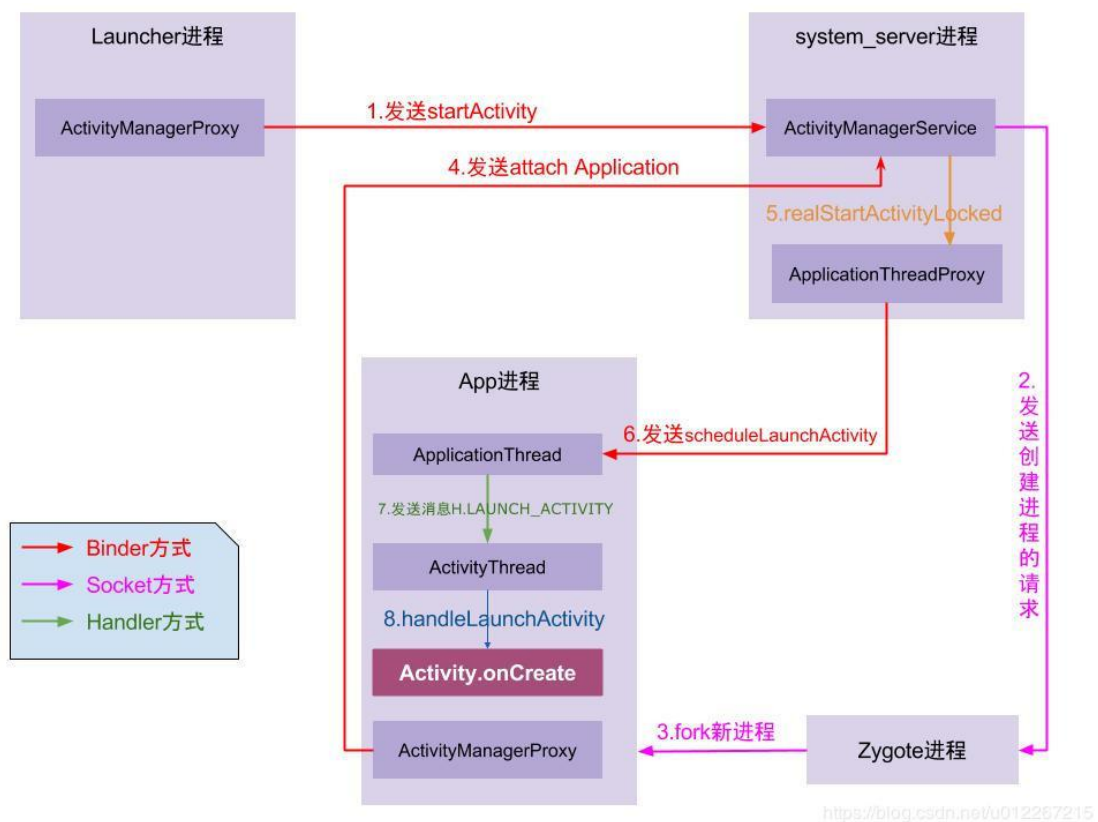 Launcher进程
ActivityManagerProxy
system_server进程
ActivityManagerService
1.发送startActivity
4.发送attach Application
5.realStartActivityLocked
ApplicationThreadProxy
App进程
ApplicationThread
6.发送scheduleLaunchActivity
7.发送消息H.LAUNCH_ACTIVITY
ActivityThread
8.handleLaunchActivity
Activity.onCreate
ActivityManagerProxy
2.发送创建进程的请求
3.fork新进程
Zygote进程
Binder方式
Socket方式
Handler方式
https://blog.csdn.net/u012267215